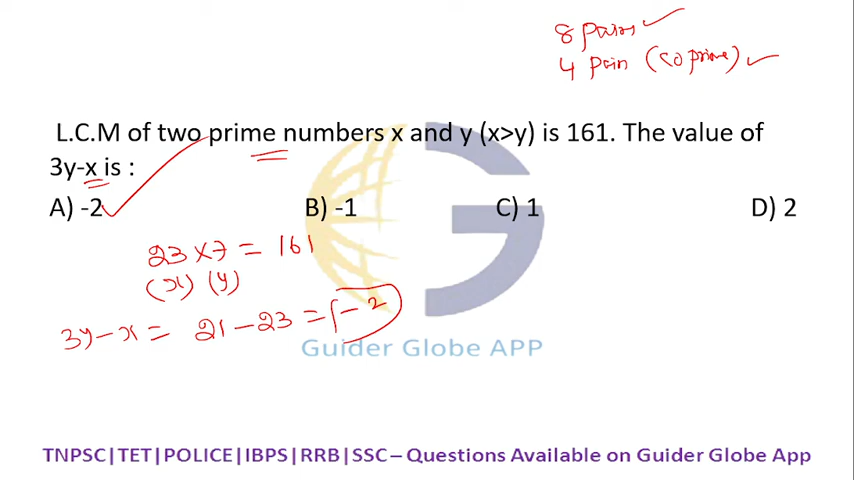 8 pairs
4 pair (co prime)
L.C.M of two prime numbers x and y (x>y) is 161. The value of
3y-x is :
A) -2 B) -1 C) 1 D) 2
23 x 7 = 161
(x) (y)
3y - x = 21 - 23 = -2
Guider Globe APP
TNPSC|TET|POLICE|IBPS|RRB|SSC – Questions Available on Guider Globe App